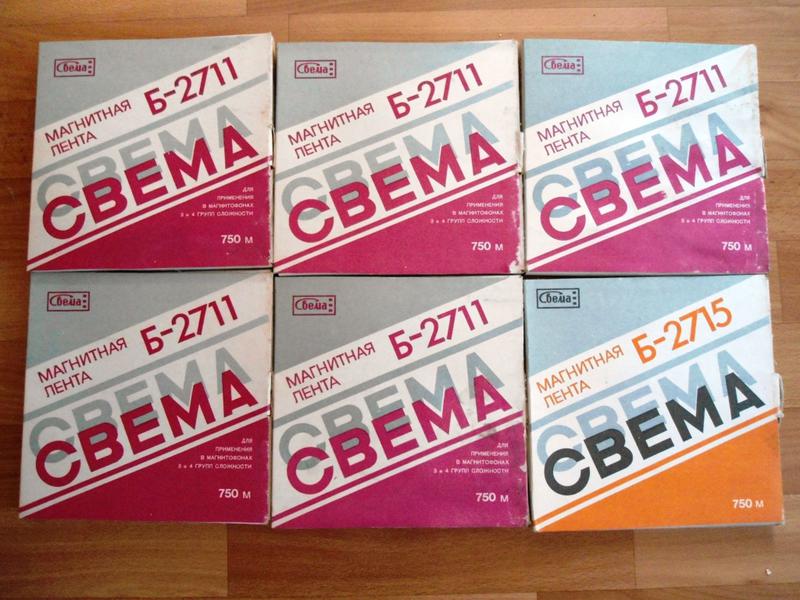 Свема
МАГНИТНАЯ
ЛЕНТА
Б-2711
СВЕМА
СВЕМА
ДЛЯ
ПРИМЕНЕНИЯ
В МАГНИТОФОНАХ
3 и 4 ГРУПП СЛОЖНОСТИ
750 м
Свема
МАГНИТНАЯ
ЛЕНТА
Б-2711
СВЕМА
СВЕМА
ДЛЯ
ПРИМЕНЕНИЯ
В МАГНИТОФОНАХ
3 и 4 ГРУПП СЛОЖНОСТИ
750 м
Свема
МАГНИТНАЯ
ЛЕНТА
Б-2711
СВЕМА
СВЕМА
ДЛЯ
ПРИМЕНЕНИЯ
В МАГНИТОФОНАХ
3 и 4 ГРУПП СЛОЖНОСТИ
750 м
Свема
МАГНИТНАЯ
ЛЕНТА
Б-2711
СВЕМА
СВЕМА
ДЛЯ
ПРИМЕНЕНИЯ
В МАГНИТОФОНАХ
3 и 4 ГРУПП СЛОЖНОСТИ
750 м
Свема
МАГНИТНАЯ
ЛЕНТА
Б-2711
СВЕМА
СВЕМА
ДЛЯ
ПРИМЕНЕНИЯ
В МАГНИТОФОНАХ
3 и 4 ГРУПП СЛОЖНОСТИ
750 м
Свема
МАГНИТНАЯ
ЛЕНТА
Б-2715
СВЕМА
СВЕМА
750 м